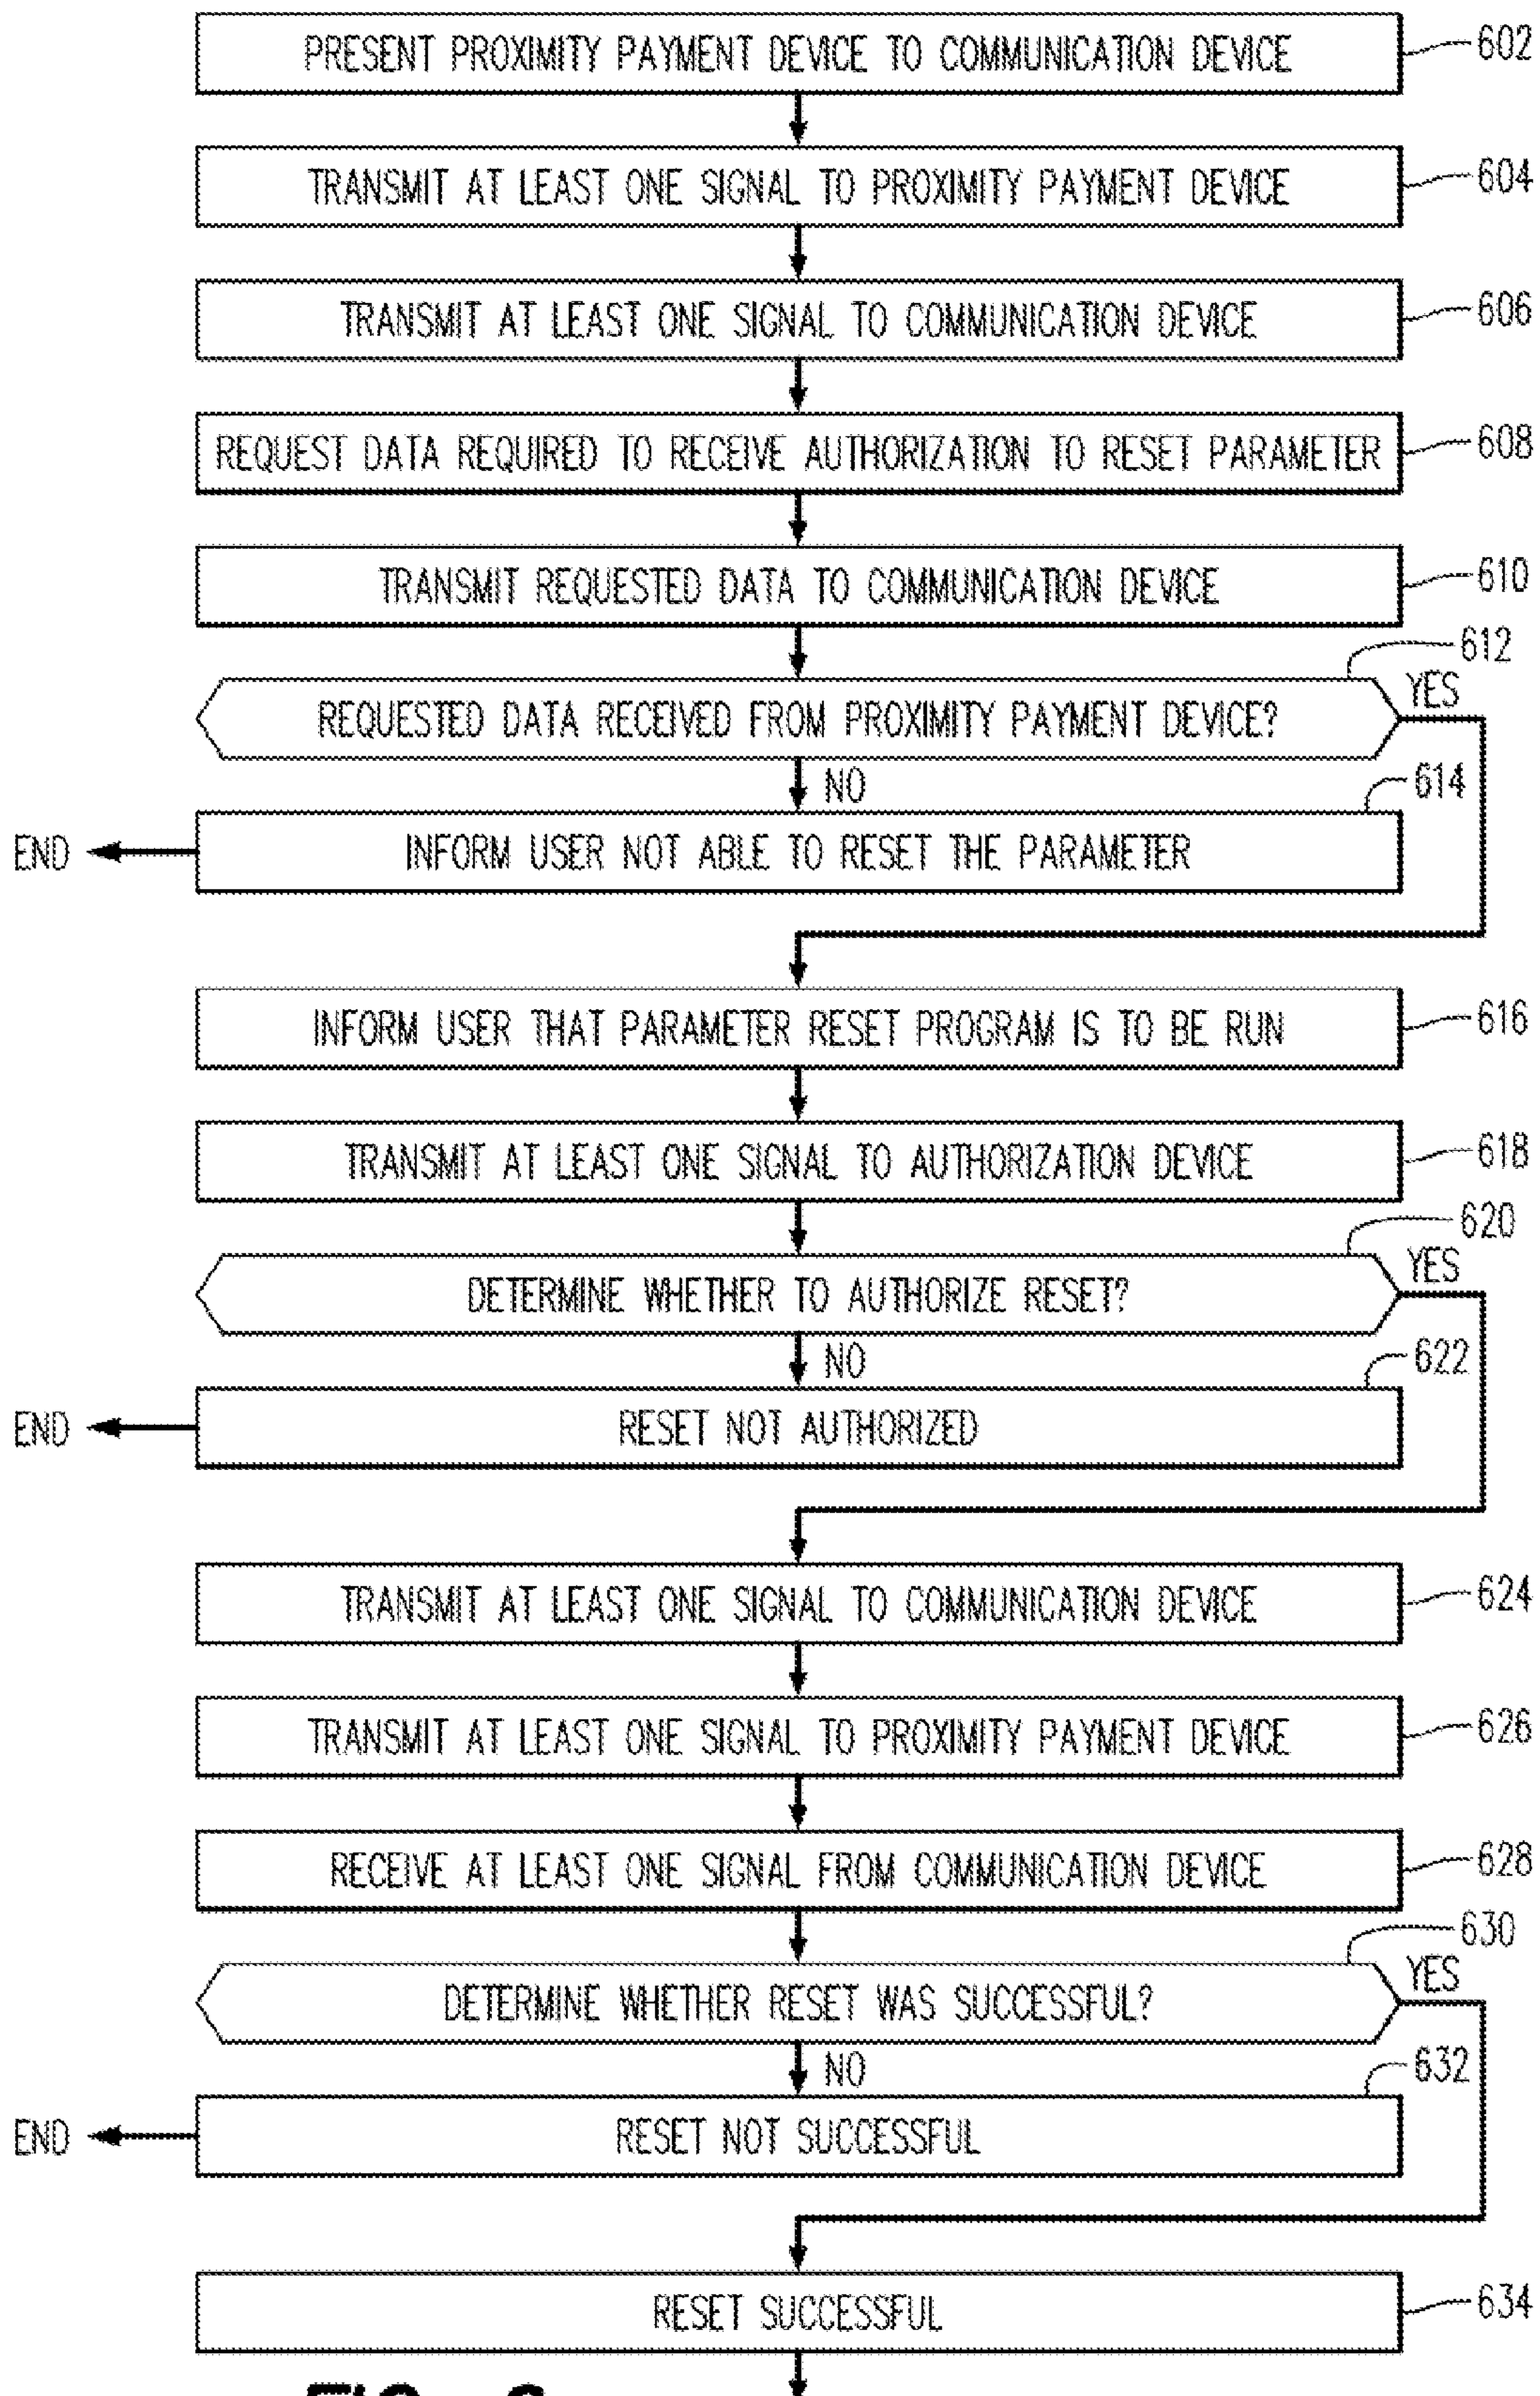 PRESENT PROXIMITY PAYMENT DEVICE TO COMMUNICATION DEVICE
602
TRANSMIT AT LEAST ONE SIGNAL TO PROXIMITY PAYMENT DEVICE
604
TRANSMIT AT LEAST ONE SIGNAL TO COMMUNICATION DEVICE
606
REQUEST DATA REQUIRED TO RECEIVE AUTHORIZATION TO RESET PARAMETER
608
TRANSMIT REQUESTED DATA TO COMMUNICATION DEVICE
610
612
REQUESTED DATA RECEIVED FROM PROXIMITY PAYMENT DEVICE?
YES
NO
614
INFORM USER NOT ABLE TO RESET THE PARAMETER
END
INFORM USER THAT PARAMETER RESET PROGRAM IS TO BE RUN
616
TRANSMIT AT LEAST ONE SIGNAL TO AUTHORIZATION DEVICE
618
620
DETERMINE WHETHER TO AUTHORIZE RESET?
YES
NO
622
RESET NOT AUTHORIZED
END
TRANSMIT AT LEAST ONE SIGNAL TO COMMUNICATION DEVICE
624
TRANSMIT AT LEAST ONE SIGNAL TO PROXIMITY PAYMENT DEVICE
626
RECEIVE AT LEAST ONE SIGNAL FROM COMMUNICATION DEVICE
628
630
DETERMINE WHETHER RESET WAS SUCCESSFUL?
YES
NO
632
RESET NOT SUCCESSFUL
END
RESET SUCCESSFUL
634